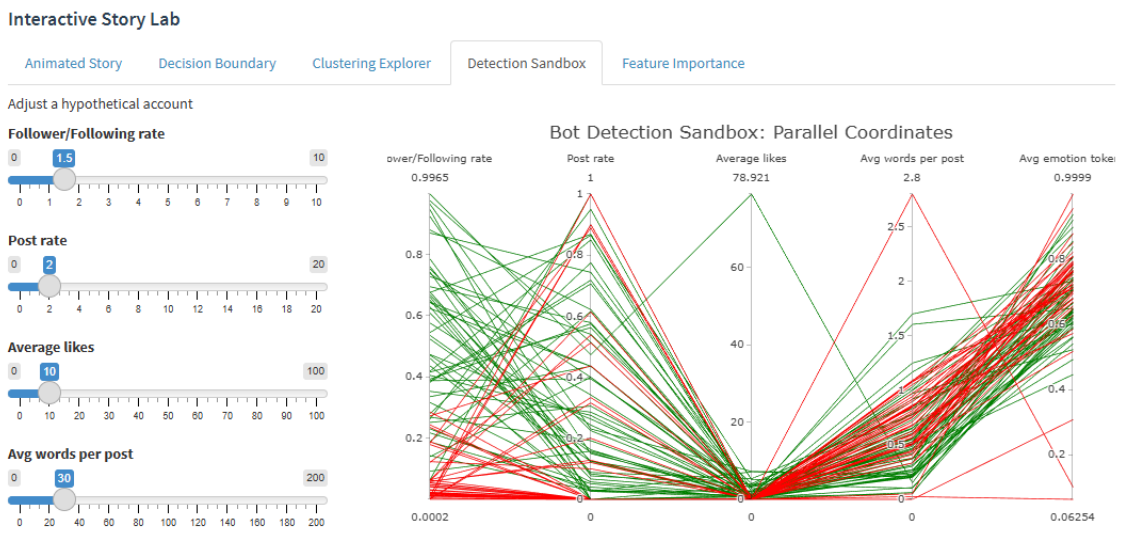 Interactive Story Lab
Animated Story Decision Boundary Clustering Explorer Detection Sandbox Feature Importance
Adjust a hypothetical account
Follower/Following rate
0 1.5 10
0 1 2 3 4 5 6 7 8 9 10
Post rate
0 2 20
0 2 4 6 8 10 12 14 16 18 20
Average likes
0 10 100
0 10 20 30 40 50 60 70 80 90 100
Avg words per post
0 30 200
0 20 40 60 80 100 120 140 160 180 200
Bot Detection Sandbox: Parallel Coordinates
ower/Following rate Post rate Average likes Avg words per post Avg emotion toke
0.9965 1 78.921 2.8 0.9999
0.8 0.6 0.4 0.2
1 0.8 0.6 0.4 0.2 0
60 40 20 0
2.5 2 1.5 1 0.5 0
0.8 0.6 0.4 0.2
0.0002 0 0 0 0.06254